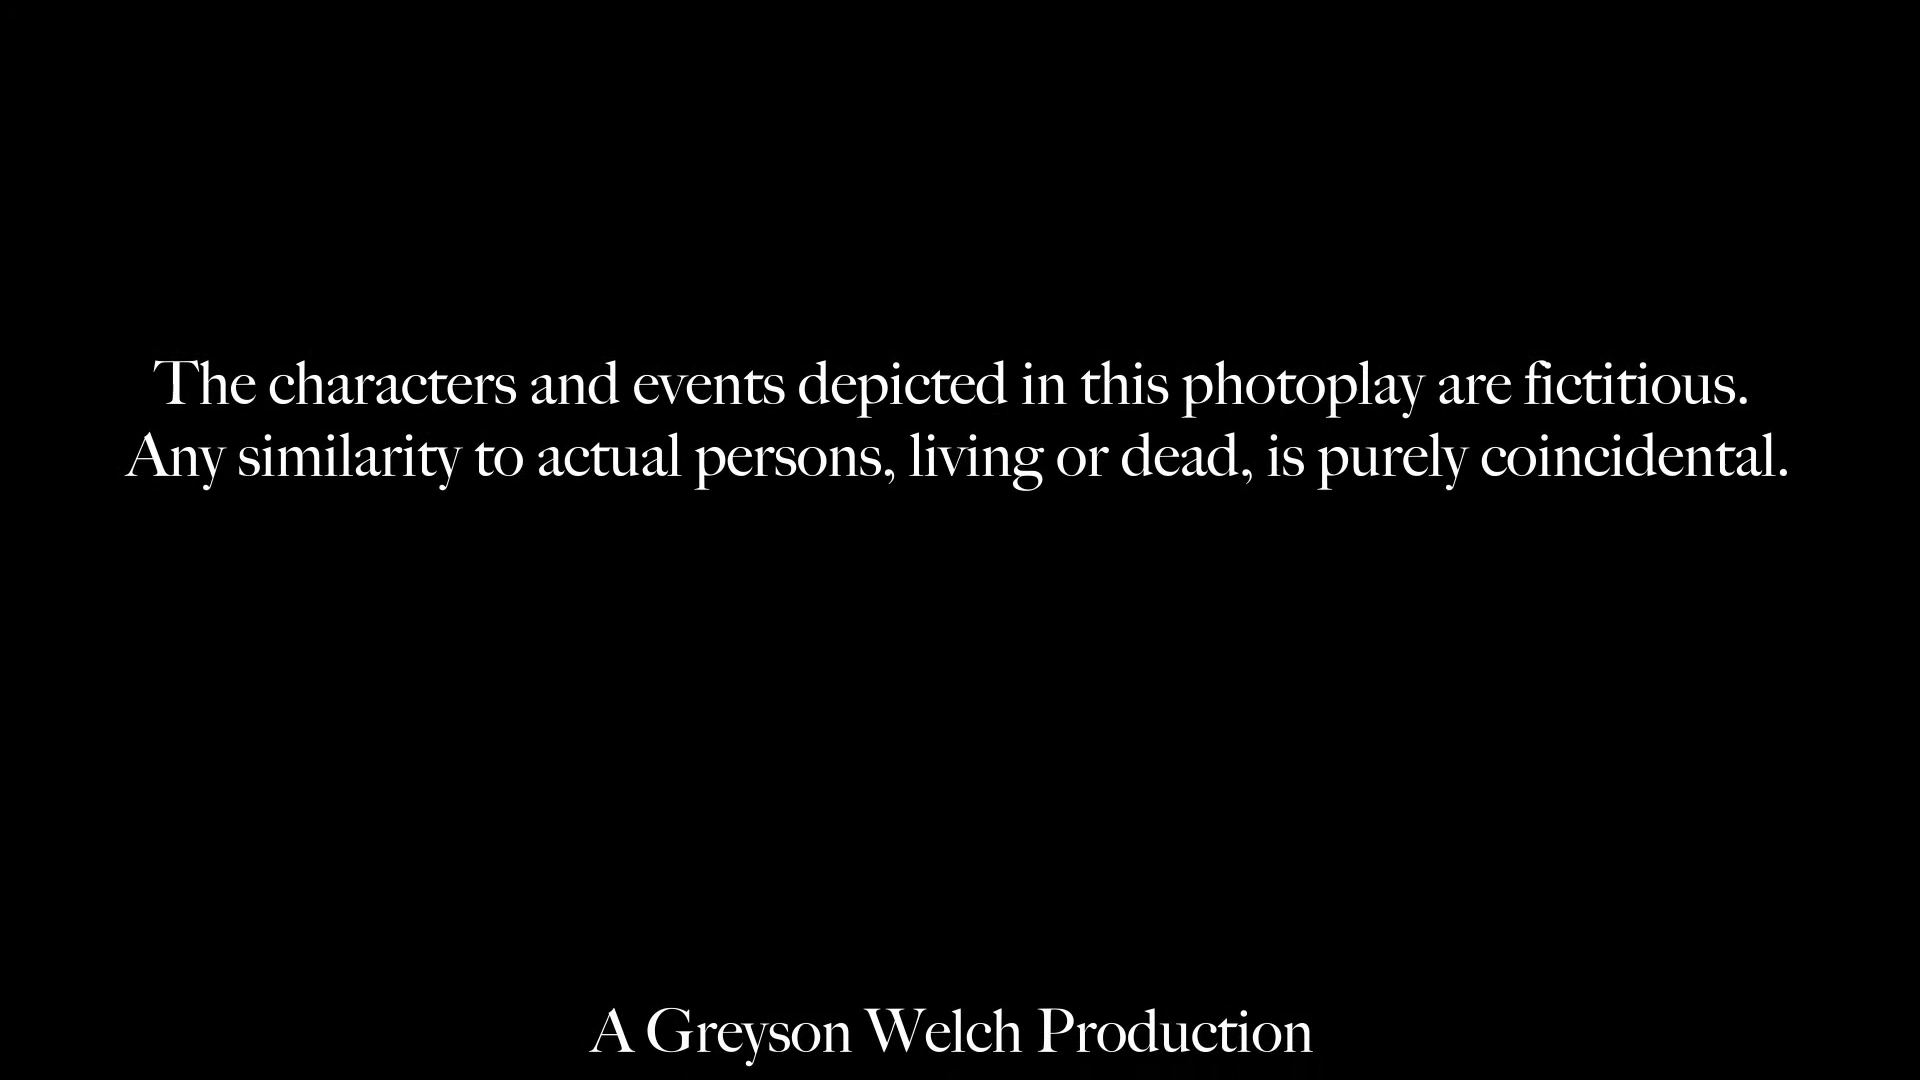 The characters and events depicted in this photoplay are fictitious.
Any similarity to actual persons, living or dead, is purely coincidental.
A Greyson Welch Production